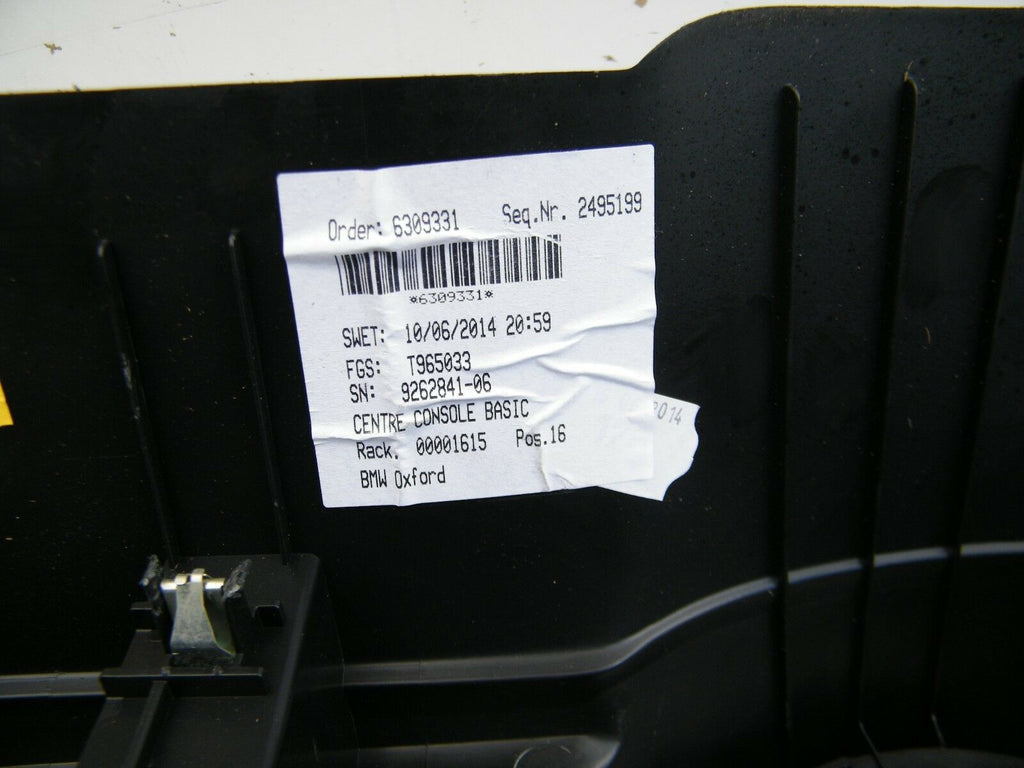 Order: 6309331 Seq.Nr. 2495199
*6309331*
SWET: 10/06/2014 20:59
FGS: T965033
SN: 9262841-06
CENTRE CONSOLE BASIC
Rack. 00001615 Pos.16
BMW Oxford
2014